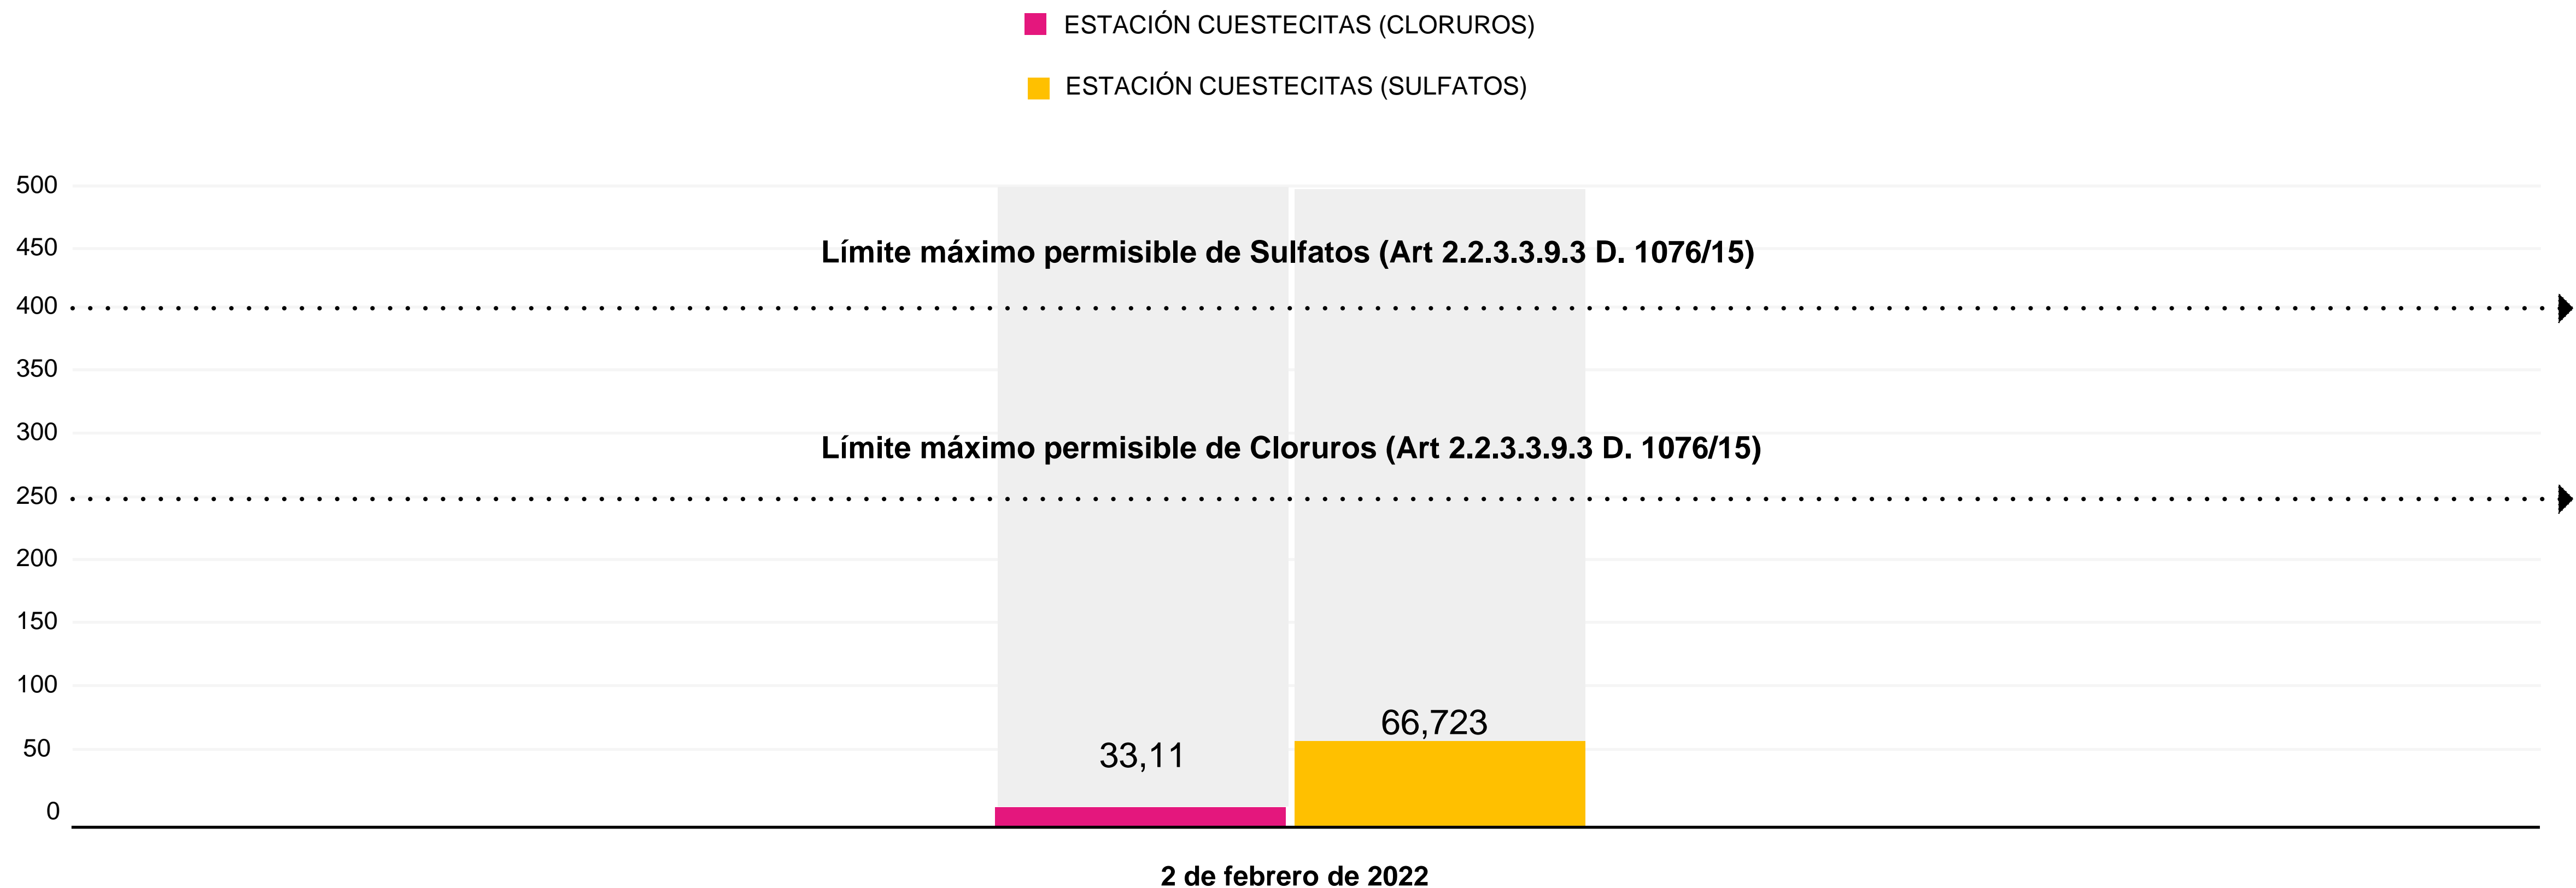 ESTACIÓN CUESTECITAS (CLORUROS)
ESTACIÓN CUESTECITAS (SULFATOS)
500
450
Límite máximo permisible de Sulfatos (Art 2.2.3.3.9.3 D. 1076/15)
400
350
300
Límite máximo permisible de Cloruros (Art 2.2.3.3.9.3 D. 1076/15)
250
200
150
100
66,723
50
33,11
0
2 de febrero de 2022